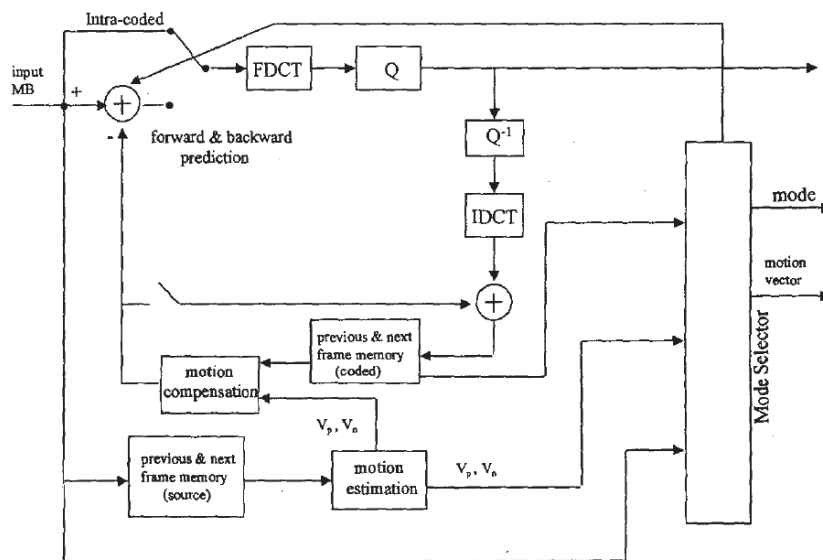 Intra-coded
input
MB
+
+
-
FDCT
Q
forward & backward
prediction
Q-1
IDCT
mode
motion
vector
+
previous & next
frame memory
(coded)
motion
compensation
Mode Selector
Vp, Vn
previous & next
frame memory
(source)
motion
estimation
Vp, Vn